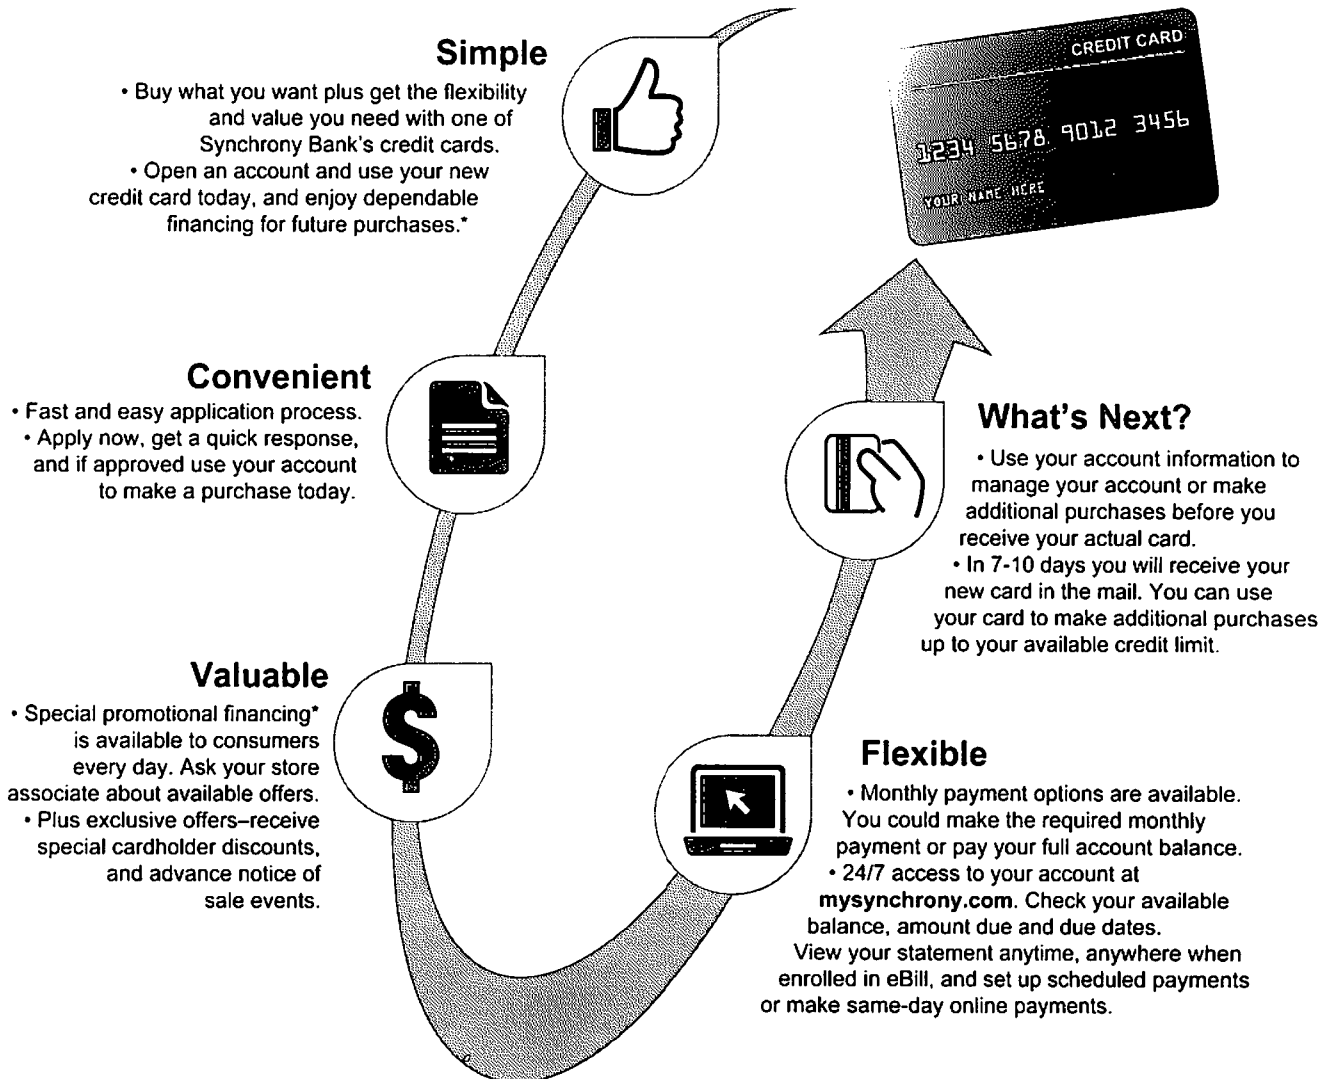 Simple
• Buy what you want plus get the flexibility
and value you need with one of
Synchrony Bank's credit cards.
• Open an account and use your new
credit card today, and enjoy dependable
financing for future purchases.*
Convenient
• Fast and easy application process.
• Apply now, get a quick response,
and if approved use your account
to make a purchase today.
Valuable
• Special promotional financing*
is available to consumers
every day. Ask your store
associate about available offers.
• Plus exclusive offers–receive
special cardholder discounts,
and advance notice of
sale events.
$
Flexible
• Monthly payment options are available.
You could make the required monthly
payment or pay your full account balance.
• 24/7 access to your account at
mysynchrony.com. Check your available
balance, amount due and due dates.
View your statement anytime, anywhere when
enrolled in eBill, and set up scheduled payments
or make same-day online payments.
What's Next?
• Use your account information to
manage your account or make
additional purchases before you
receive your actual card.
• In 7-10 days you will receive your
new card in the mail. You can use
your card to make additional purchases
up to your available credit limit.
CREDIT CARD
1234 5678 9012 3456
YOUR NAME HERE